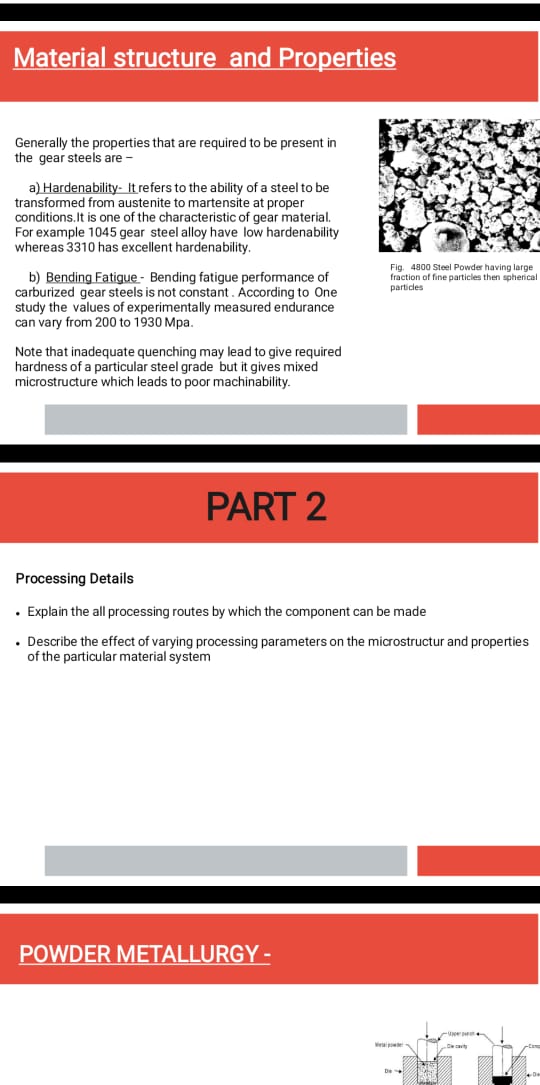 Material structure and Properties
Generally the properties that are required to be present in
the gear steels are –
a) Hardenability- It refers to the ability of a steel to be
transformed from austenite to martensite at proper
conditions.It is one of the characteristic of gear material.
For example 1045 gear steel alloy have low hardenability
whereas 3310 has excellent hardenability.
b) Bending Fatigue - Bending fatigue performance of
carburized gear steels is not constant . According to One
study the values of experimentally measured endurance
can vary from 200 to 1930 Mpa.
Note that inadequate quenching may lead to give required
hardness of a particular steel grade but it gives mixed
microstructure which leads to poor machinability.
Fig. 4800 Steel Powder having large
fraction of fine particles then spherical
particles
PART 2
Processing Details
• Explain the all processing routes by which the component can be made
• Describe the effect of varying processing parameters on the microstructur and properties
of the particular material system
POWDER METALLURGY -
Upper punch
Metal powder
Die cavity
Die